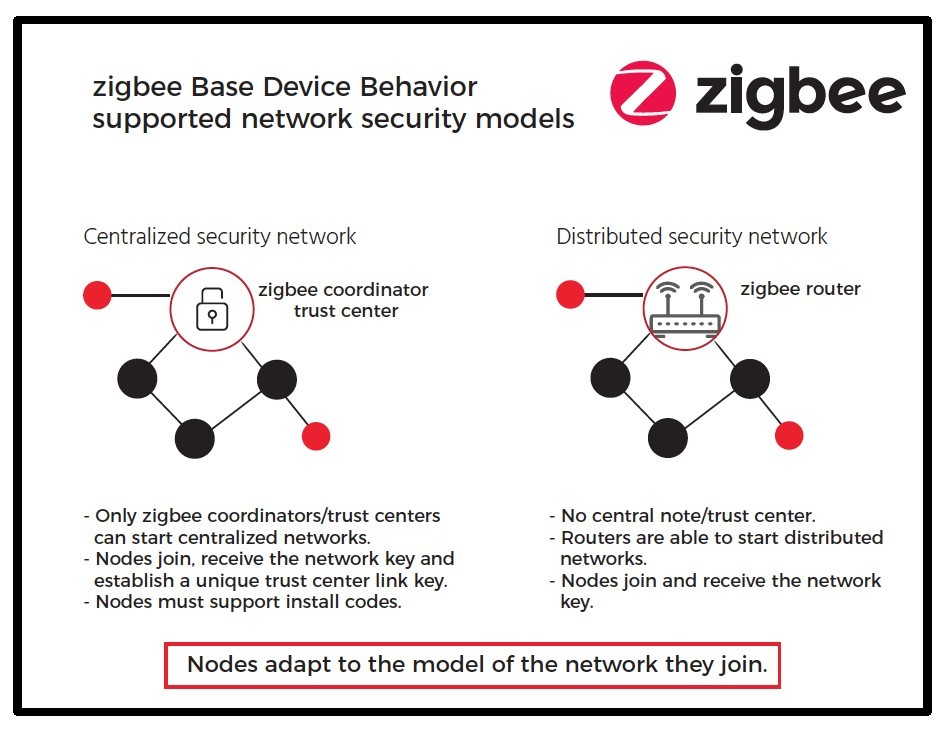 zigbee Base Device Behavior
supported network security models
zigbee
Centralized security network
zigbee coordinator
trust center
- Only zigbee coordinators/trust centers
can start centralized networks.
- Nodes join, receive the network key and
establish a unique trust center link key.
- Nodes must support install codes.
Distributed security network
zigbee router
- No central note/trust center.
- Routers are able to start distributed
networks.
- Nodes join and receive the network
key.
Nodes adapt to the model of the network they join.